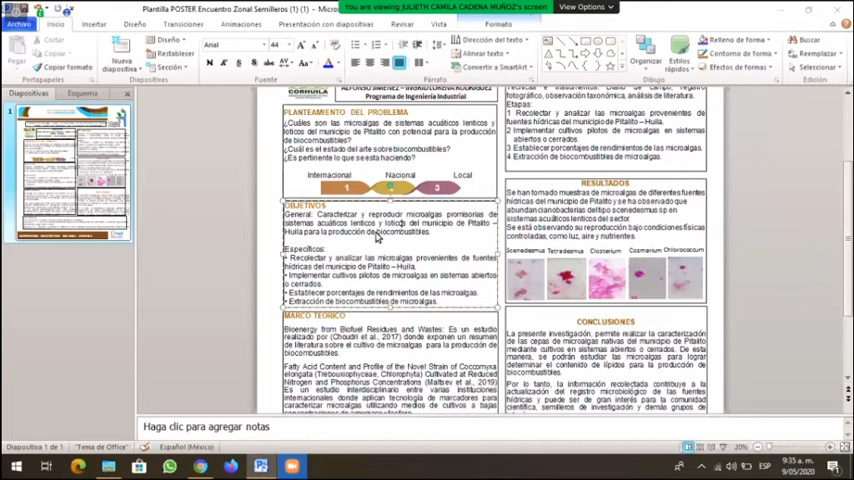 Plantilla POSTER Encuentro Zonal Semilleros (1) (1) - Micros
You are viewing JULIETH CAMILA CADENA MUÑOZ'S screen
View Options
Archivo
Inicio
Insertar
Diseño
Transiciones
Animaciones
Presentación con diapositivas
Revisar
Vista
Formato
Cortar
Copiar
Copiar formato
Pegar
Portapapeles
Nueva diapositiva
Diseño
Restablecer
Sección
Diapositivas
Arial
44
Fuente
Párrafo
Dirección del texto
Alinear texto
Convertir a SmartArt
Organizar
Estilos rápidos
Dibujo
Relleno de forma
Contorno de forma
Efectos de formas
Buscar
Reemplazar
Seleccionar
Edición
Diapositivas
Esquema
1
CORHUILA
Programa de Ingeniería Industrial
PLANTEAMIENTO DEL PROBLEMA
¿Cuáles son las microalgas de sistemas acuáticos lenticos y
loticos del municipio de Pitalito con potencial para la producción
de biocombustibles?
¿Cuál es el estado del arte sobre biocombustibles?
¿Es pertinente lo que se esta haciendo?
Internacional
Nacional
Local
1
3
OBJETIVOS
General: Caracterizar y reproducir microalgas promisorias de
sistemas acuáticos lenticos y loticos del municipio de Pitalito –
Huila para la producción de biocombustibles.
Específicos:
• Recolectar y analizar las microalgas provenientes de fuentes
hídricas del municipio de Pitalito – Huila.
• Implementar cultivos pilotos de microalgas en sistemas abiertos
o cerrados.
• Establecer porcentajes de rendimientos de las microalgas.
• Extracción de biocombustibles de microalgas.
MARCO TEORICO
Bioenergy from Biofuel Residues and Wastes: Es un estudio
realizado por (Choudri et al., 2017) donde exponen un resumen
de literatura sobre el cultivo de microalgas para la producción de
biocombustibles.
Fatty Acid Content and Profile of the Novel Strain of Coccomyxa
elongata (Trebouxiophyceae, Chlorophyta) Cultivated at Reduced
Nitrogen and Phosphorus Concentrations (Maltsev et al., 2019)
Es un estudio interdisciplinario entre varias instituciones
internacionales donde aplican tecnología de marcadores para
caracterizar microalgas utilizando medios de cultivos a bajas
fotográfico, observación taxonómica, análisis de literatura.
Etapas:
1 Recolectar y analizar las microalgas provenientes de
fuentes hídricas del municipio de Pitalito – Huila.
2 Implementar cultivos pilotos de microalgas en sistemas
abiertos o cerrados.
3 Establecer porcentajes de rendimientos de las microalgas.
4 Extracción de biocombustibles de microalgas.
RESULTADOS
Se han tomado muestras de microalgas de diferentes fuentes
hídricas del municipio de Pitalito y se ha observado que
abundan cianobacterias del tipo scenedesmus sp en
sistemas acuáticos lenticos del sector.
Se está observando su reproducción bajo condiciones físicas
controladas, como luz, aire y nutrientes.
Scenedesmus
Tetradesmus
Closterium
Cosmarium
Chlorococcum
CONCLUSIONES
La presente investigación, permite realizar la caracterización
de las cepas de microalgas nativas del municipio de Pitalito
mediante cultivos en sistemas abiertos o cerrados. De esta
manera, se podrán estudiar las microalgas para lograr
determinar el contenido de lípidos para la producción de
biocombustibles.
Por lo tanto, la información recolectada contribuye a la
actualización del registro microbiológico de las fuentes
hídricas y puede ser de gran interés para la comunidad
científica, semilleros de investigación y demás grupos de
Haga clic para agregar notas
Diapositiva 1 de 1
"Tema de Office"
Español (México)
20%
ESP
9:35 a. m.
9/05/2020